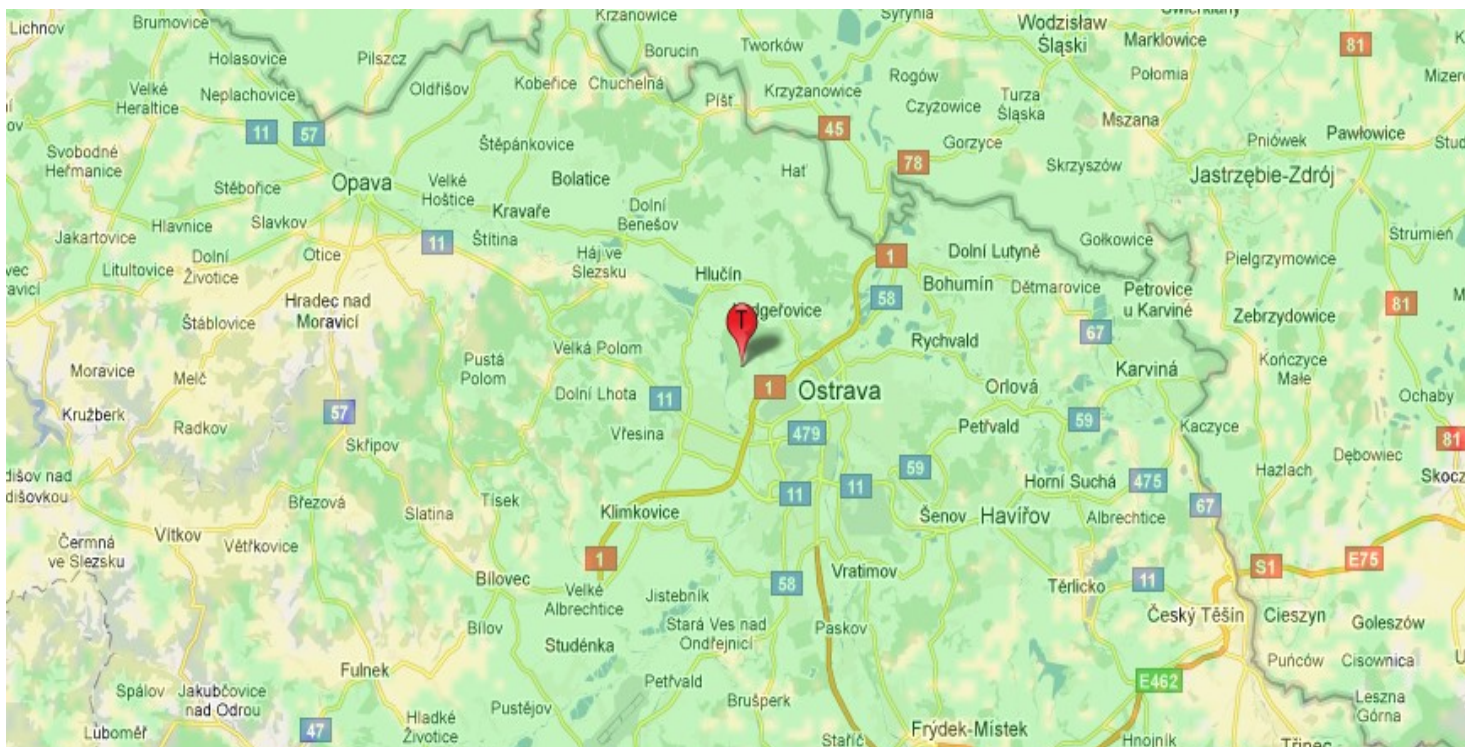 Lichnov
Brumovice
Krzanowice
Syrynia
Wodzisław
Śląski
Marklowice
81
Holasovice
Pilszcz
Borucin
Tworków
Velké
Heraltice
Neplachovice
Oldřišov
Kobeřice
Chuchelná
Rogów
Połomia
Krzyżanowice
Píšť
Czyżowice
Turza
Śląska
Mszana
11
57
45
Pniówek
Pawłowice
Štěpánkovice
Gorzyce
Svobodné
Heřmanice
78
Skrzyszów
Hať
Jastrzębie-Zdrój
Stěbořice
Opava
Velké
Hoštice
Bolatice
Kravaře
Dolní
Benešov
Hlavnice
Slavkov
Jakartovice
11
Štítina
Otice
Strumień
Dolní
Životice
Háj ve
Slezsku
1
Dolní Lutyně
Gołkowice
Pielgrzymowice
Litultovice
Hlučín
Bohumín
Dětmarovice
Petrovice
u Karviné
58
81
Hradec nad
Moravicí
Štáblovice
Zebrzydowice
67
Rychvald
Velká Polom
Pustá
Polom
Kończyce
Małe
Moravice
Melč
T
Karviná
Dolní Lhota
1
Ostrava
Orlová
Ochaby
Kružberk
57
11
Radkov
59
Petřvald
Kaczyce
Vřesina
479
81
Skřipov
Dębowiec
59
Hażlach
Horní Suchá
475
Březová
Tísek
11
11
67
Slatina
Klimkovice
Šenov
Havířov
Albrechtice
Vítkov
Větřkovice
Čermná
ve Slezsku
1
S1
E75
Vratimov
Bílovec
58
Těrlicko
11
Velké
Albrechtice
Jistebník
Český Těšín
Cieszyn
Goleszów
Stará Ves nad
Ondřejnicí
Paskov
Bílov
Studénka
Puńców
Cisownica
Fulnek
Petřvald
E462
Spálov
Jakubčovice
nad Odrou
Brušperk
Leszna
Górna
Pustějov
Hladké
Životice
47
Luboměř
Frýdek-Místek
Staříč
Hnojník
Třinec